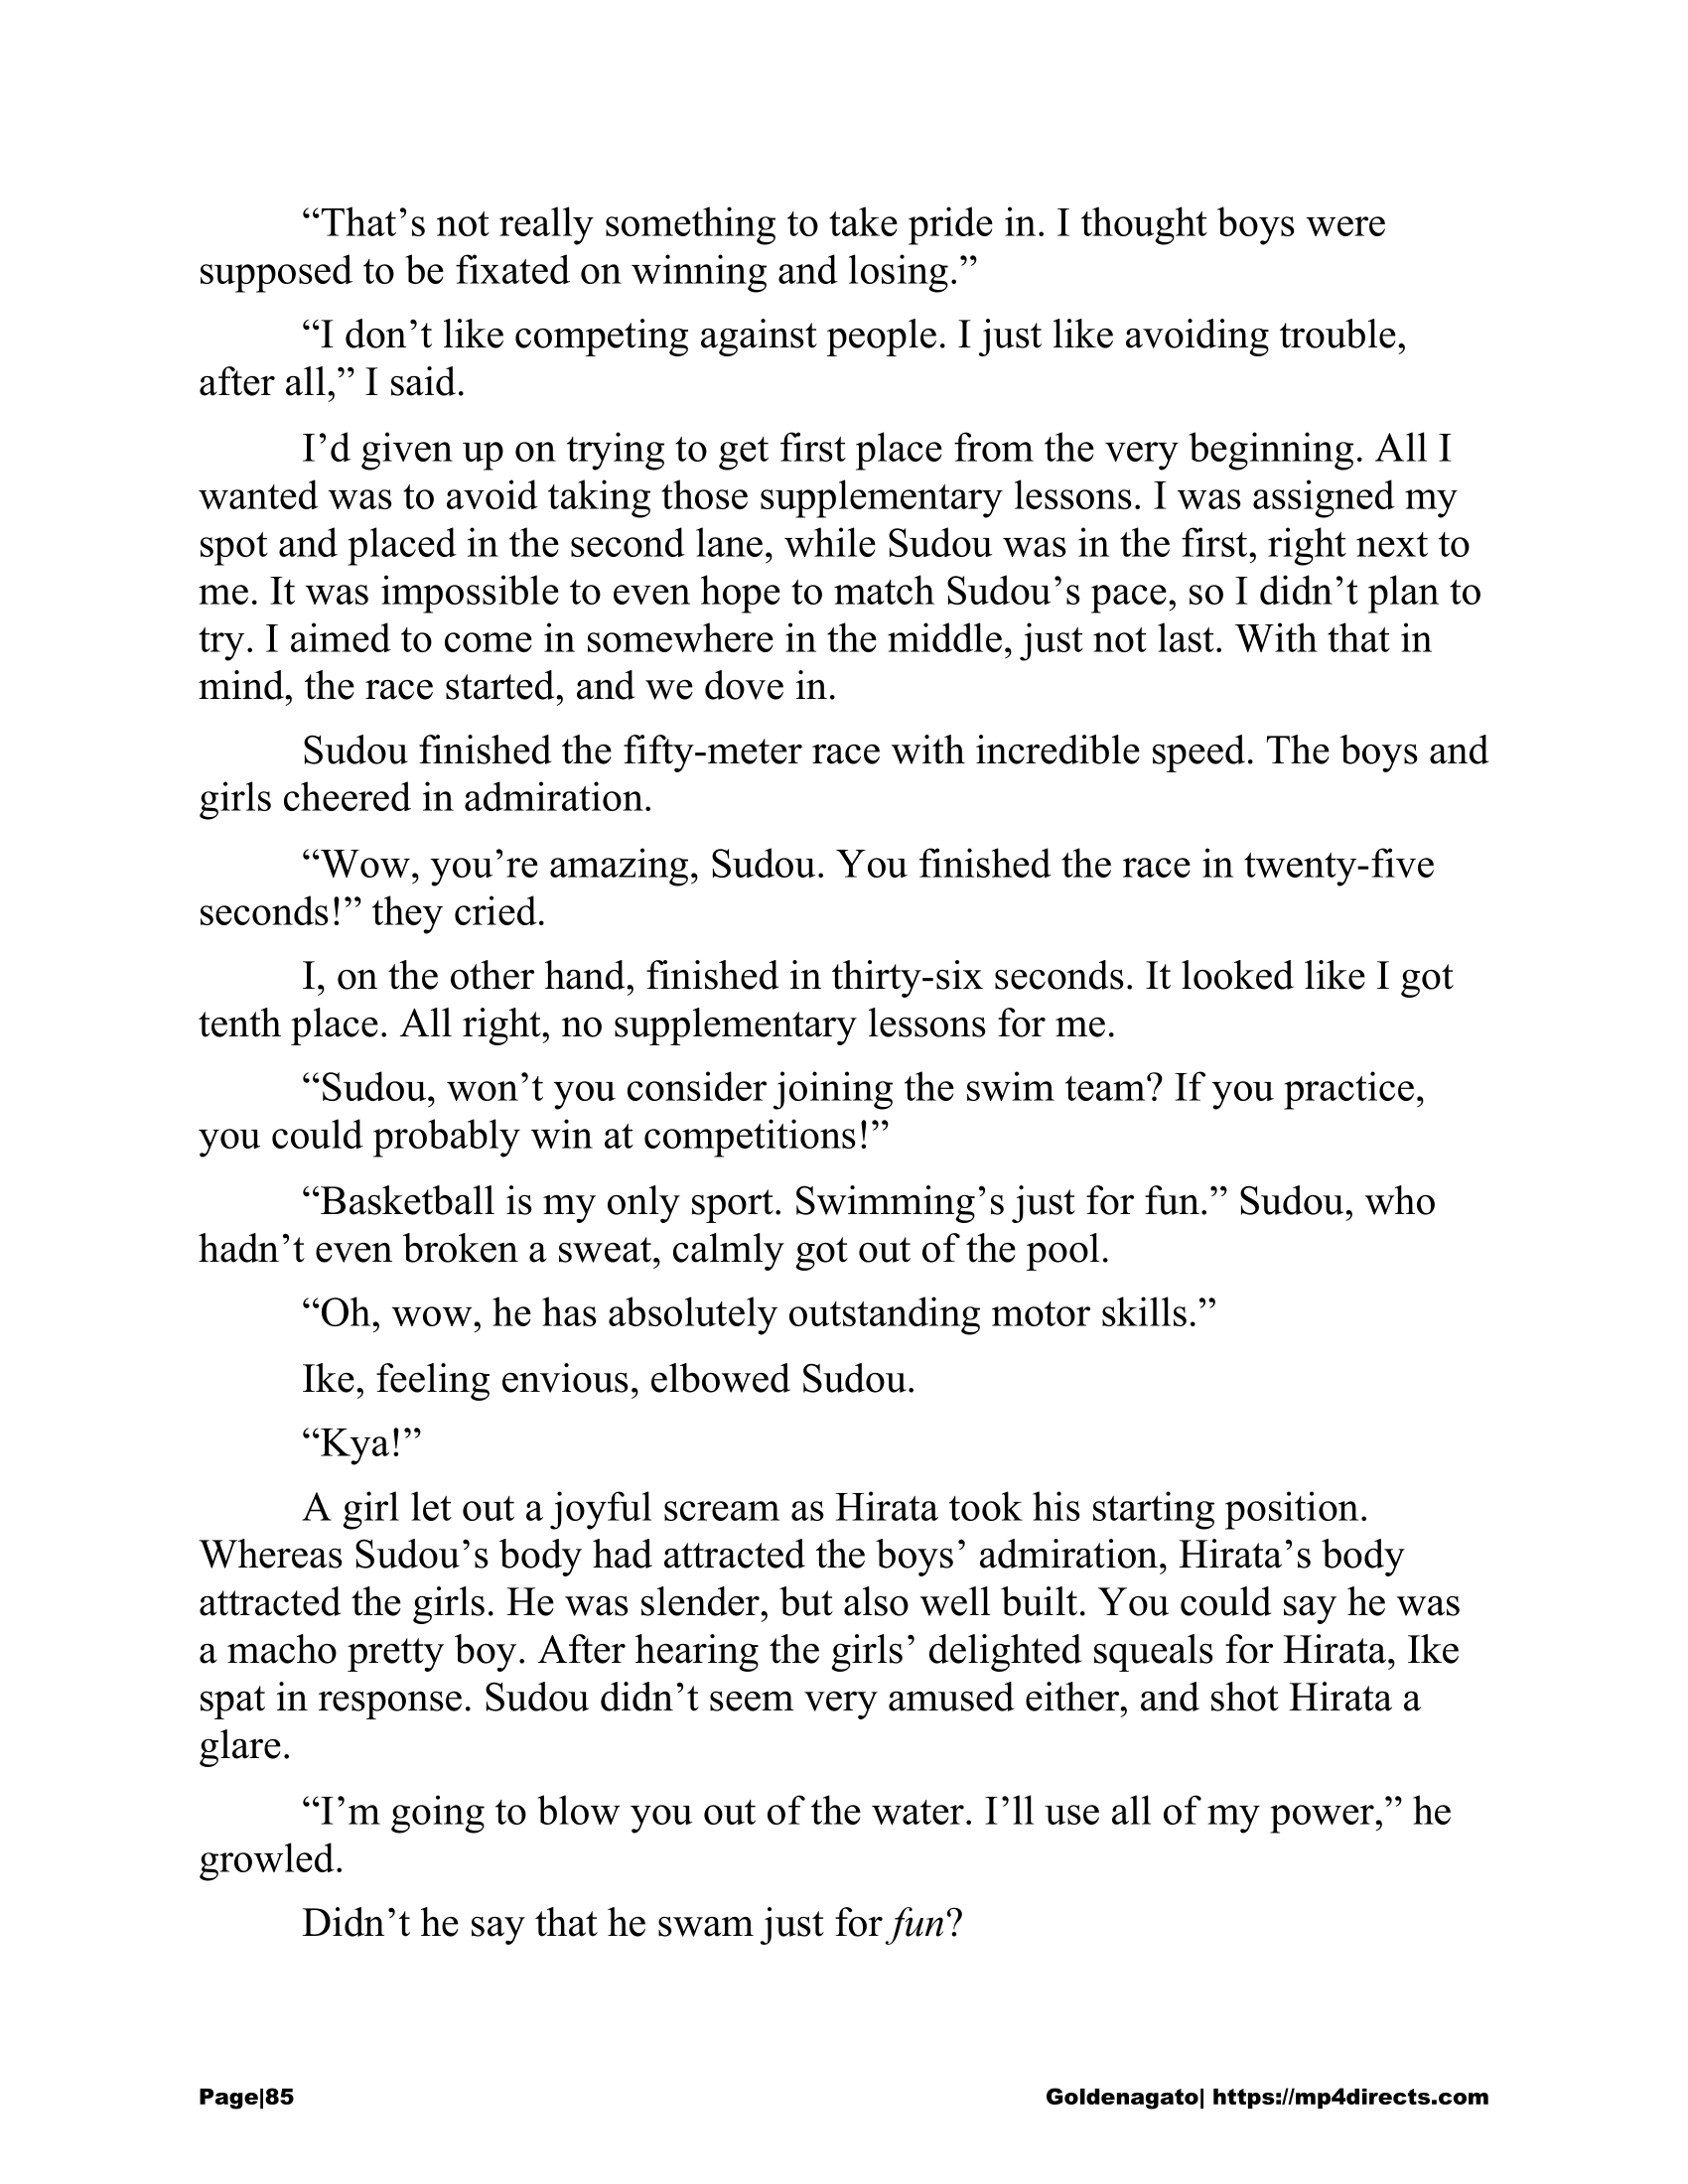 “That’s not really something to take pride in. I thought boys were
supposed to be fixated on winning and losing.”
“I don’t like competing against people. I just like avoiding trouble,
after all,” I said.
I’d given up on trying to get first place from the very beginning. All I
wanted was to avoid taking those supplementary lessons. I was assigned my
spot and placed in the second lane, while Sudou was in the first, right next to
me. It was impossible to even hope to match Sudou’s pace, so I didn’t plan to
try. I aimed to come in somewhere in the middle, just not last. With that in
mind, the race started, and we dove in.
Sudou finished the fifty-meter race with incredible speed. The boys and
girls cheered in admiration.
“Wow, you’re amazing, Sudou. You finished the race in twenty-five
seconds!” they cried.
I, on the other hand, finished in thirty-six seconds. It looked like I got
tenth place. All right, no supplementary lessons for me.
“Sudou, won’t you consider joining the swim team? If you practice,
you could probably win at competitions!”
“Basketball is my only sport. Swimming’s just for fun.” Sudou, who
hadn’t even broken a sweat, calmly got out of the pool.
“Oh, wow, he has absolutely outstanding motor skills.”
Ike, feeling envious, elbowed Sudou.
“Kya!”
A girl let out a joyful scream as Hirata took his starting position.
Whereas Sudou’s body had attracted the boys’ admiration, Hirata’s body
attracted the girls. He was slender, but also well built. You could say he was
a macho pretty boy. After hearing the girls’ delighted squeals for Hirata, Ike
spat in response. Sudou didn’t seem very amused either, and shot Hirata a
glare.
“I’m going to blow you out of the water. I’ll use all of my power,” he
growled.
Didn’t he say that he swam just for fun?
Page|85 Goldenagato| https://mp4directs.com